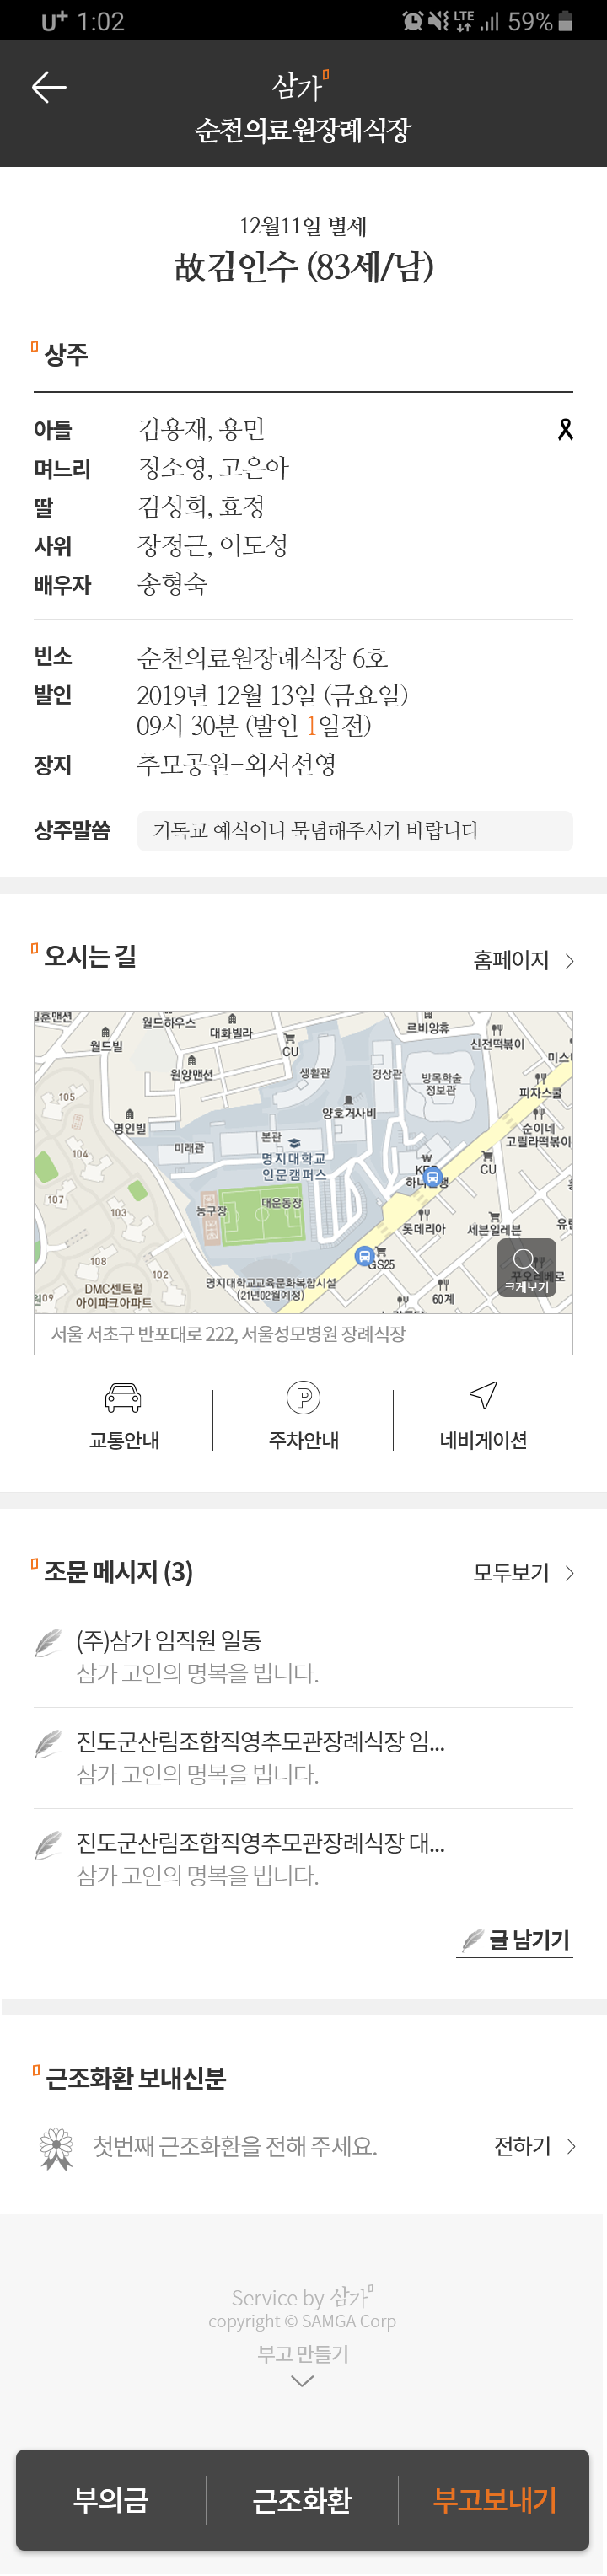 U+ 1:02 LTE 59%
삼가
순천의료원장례식장
12월11일 별세
故김인수 (83세/남)
상주
아들 김용재, 용민
며느리 정소영, 고은아
딸 김성희, 효정
사위 장정근, 이도성
배우자 송형숙
빈소 순천의료원장례식장 6호
발인 2019년 12월 13일 (금요일)
09시 30분 (발인 1일전)
장지 추모공원-외서선영
상주말씀 기독교 예식이니 묵념해주시기 바랍니다
오시는 길 홈페이지
월드하우스
대화빌라
르비앙휴
신전떡볶이
월드빌
CU
원앙맨션
생활관
경상관
방목학술
정보관
피자스쿨
105
양호거사비
명인빌
순이네
고릴라떡볶이
104
미래관
본관
명지대학교
인문캠퍼스
CU
107
103
농구장
대운동장
롯데리아
세븐일레븐
GS25
108
102
명지대학교교육문화복합시설
(21년02월예정)
DMC센트럴
아이파크아파트
60계
크게보기
서울 서초구 반포대로 222, 서울성모병원 장례식장
교통안내 주차안내 네비게이션
조문 메시지 (3) 모두보기
(주)삼가 임직원 일동
삼가 고인의 명복을 빕니다.
진도군산림조합직영추모관장례식장 임...
삼가 고인의 명복을 빕니다.
진도군산림조합직영추모관장례식장 대...
삼가 고인의 명복을 빕니다.
글 남기기
근조화환 보내신분
첫번째 근조화환을 전해 주세요. 전하기
Service by 삼가
copyright © SAMGA Corp
부고 만들기
부의금 근조화환 부고보내기